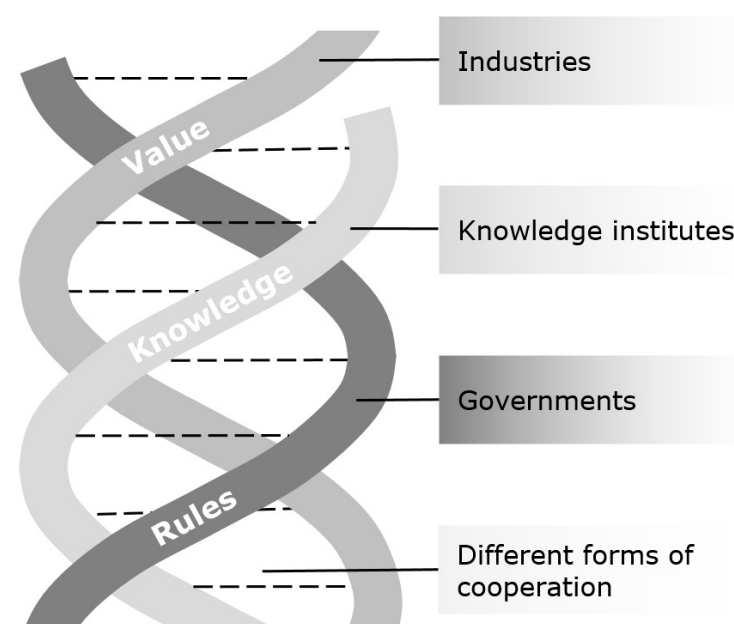 Industries
Value
Knowledge institutes
Knowledge
Governments
Rules
Different forms of
cooperation